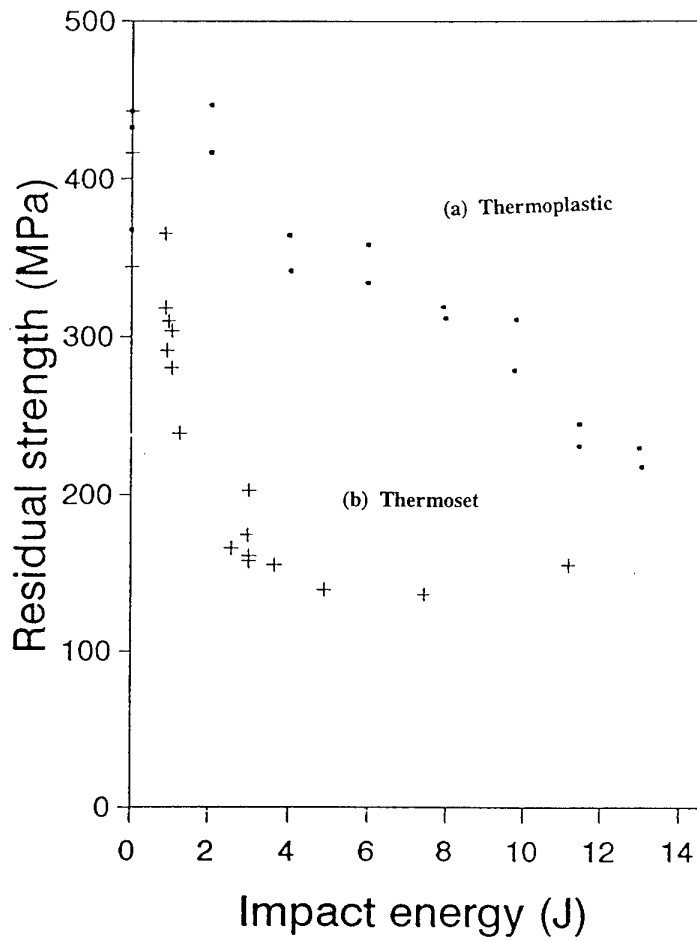 500
400
300
200
100
0
Residual strength (MPa)
(a) Thermoplastic
(b) Thermoset
0 2 4 6 8 10 12 14
Impact energy (J)